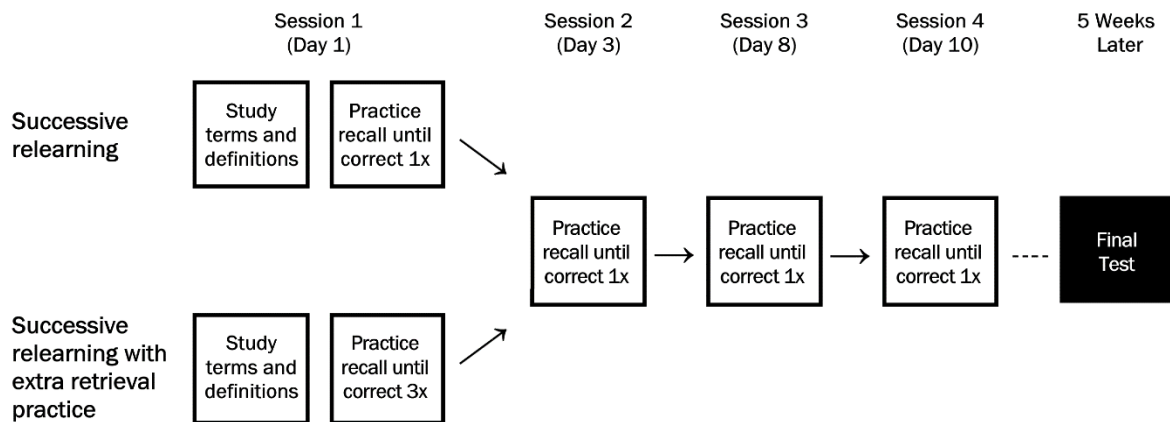 Session 1
(Day 1)
Session 2
(Day 3)
Session 3
(Day 8)
Session 4
(Day 10)
5 Weeks
Later
Successive
relearning
Study
terms and
definitions
Practice
recall until
correct 1x
Practice
recall until
correct 1x
Practice
recall until
correct 1x
Practice
recall until
correct 1x
Final
Test
Successive
relearning with
extra retrieval
practice
Study
terms and
definitions
Practice
recall until
correct 3x